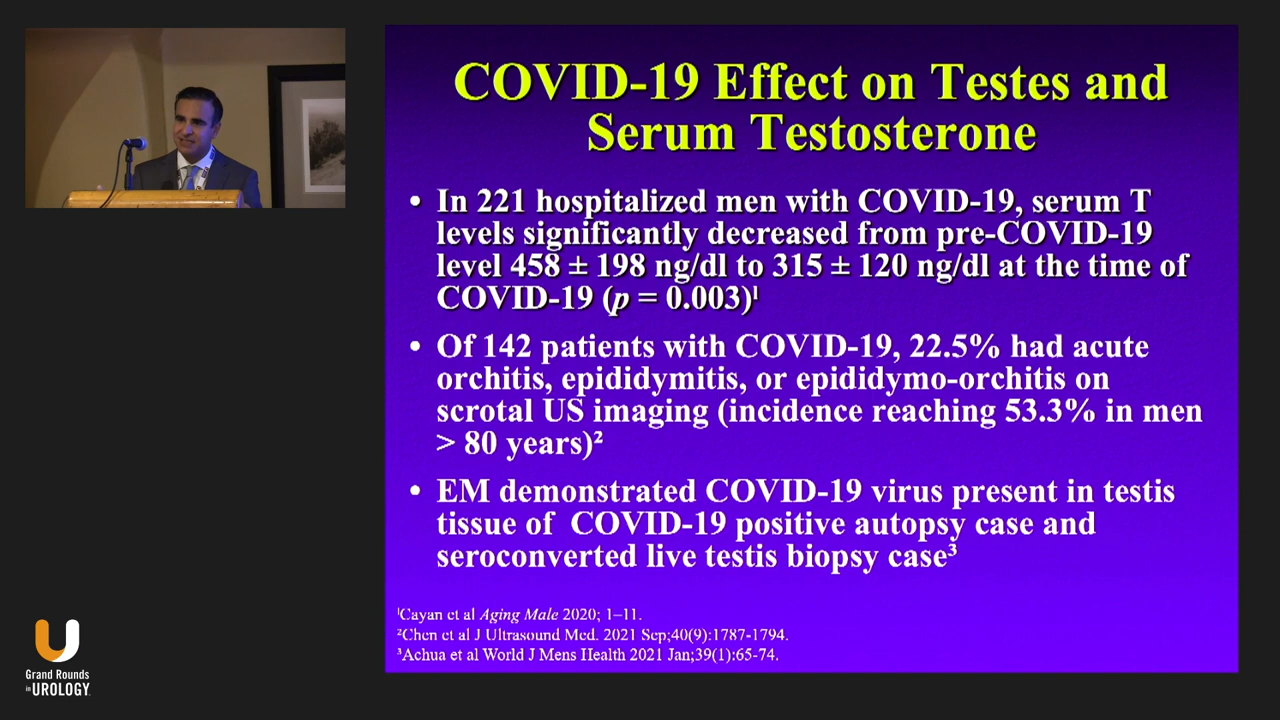 COVID-19 Effect on Testes and
Serum Testosterone
• In 221 hospitalized men with COVID-19, serum T
levels significantly decreased from pre-COVID-19
level 458 ± 198 ng/dl to 315 ± 120 ng/dl at the time of
COVID-19 (p = 0.003)¹
• Of 142 patients with COVID-19, 22.5% had acute
orchitis, epididymitis, or epididymo-orchitis on
scrotal US imaging (incidence reaching 53.3% in men
> 80 years)²
• EM demonstrated COVID-19 virus present in testis
tissue of COVID-19 positive autopsy case and
seroconverted live testis biopsy case³
¹Cayan et al Aging Male 2020; 1–11.
²Chen et al J Ultrasound Med. 2021 Sep;40(9):1787-1794.
³Achua et al World J Mens Health 2021 Jan;39(1):65-74.
Grand Rounds
in UROLOGY